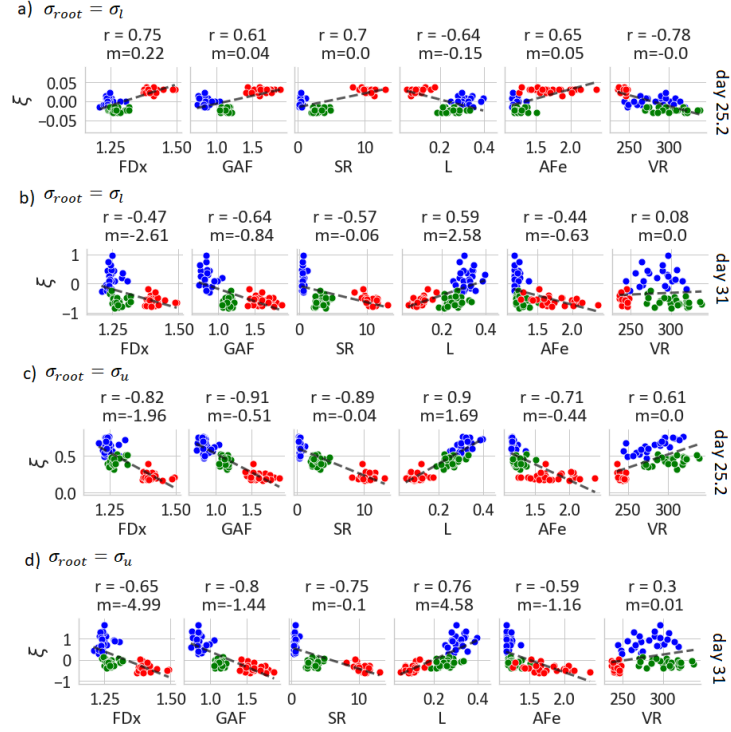 a) σ_root = σ_l
r = 0.75 r = 0.61 r = 0.7 r = -0.64 r = 0.65 r = -0.78
m=0.22 m=0.04 m=0.0 m=-0.15 m=0.05 m=-0.0
0.05
0.00
−0.05
ξ
day 25.2
1.25 1.50 1.0 1.5 0 10 0.2 0.4 1.5 2.0 250 300
FDx GAF SR L AFe VR
b) σ_root = σ_l
r = -0.47 r = -0.64 r = -0.57 r = 0.59 r = -0.44 r = 0.08
m=-2.61 m=-0.84 m=-0.06 m=2.58 m=-0.63 m=0.0
1
0
−1
ξ
day 31
1.25 1.50 1.0 1.5 0 10 0.2 0.4 1.5 2.0 250 300
FDx GAF SR L AFe VR
c) σ_root = σ_u
r = -0.82 r = -0.91 r = -0.89 r = 0.9 r = -0.71 r = 0.61
m=-1.96 m=-0.51 m=-0.04 m=1.69 m=-0.44 m=0.0
0.5
0.0
ξ
day 25.2
1.25 1.50 1.0 1.5 0 10 0.2 0.4 1.5 2.0 250 300
FDx GAF SR L AFe VR
d) σ_root = σ_u
r = -0.65 r = -0.8 r = -0.75 r = 0.76 r = -0.59 r = 0.3
m=-4.99 m=-1.44 m=-0.1 m=4.58 m=-1.16 m=0.01
1
0
−1
ξ
day 31
1.25 1.50 1.0 1.5 0 10 0.2 0.4 1.5 2.0 250 300
FDx GAF SR L AFe VR